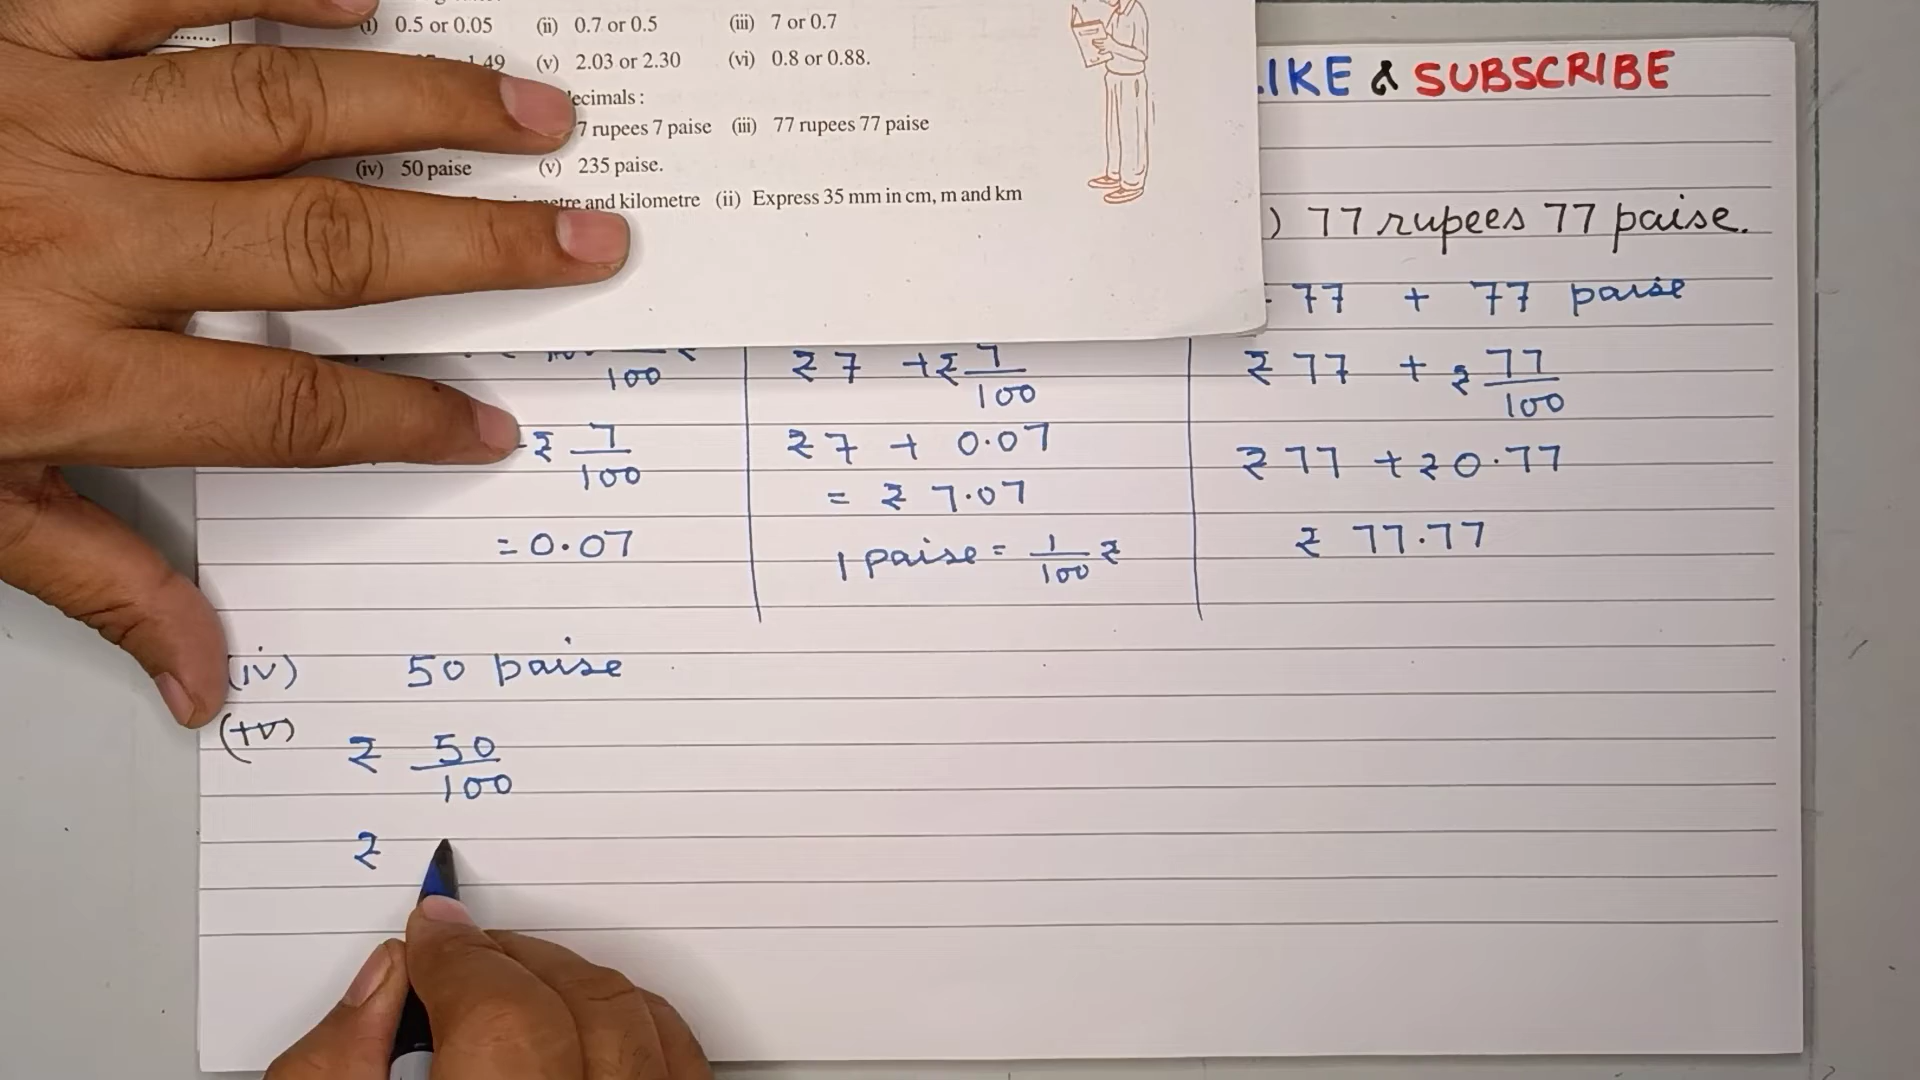 (i) 0.5 or 0.05 (ii) 0.7 or 0.5 (iii) 7 or 0.7
1.49 (v) 2.03 or 2.30 (vi) 0.8 or 0.88.
ecimals :
7 rupees 7 paise (iii) 77 rupees 77 paise
(iv) 50 paise (v) 235 paise.
etre and kilometre (ii) Express 35 mm in cm, m and km
IKE & SUBSCRIBE
) 77 rupees 77 paise.
77 + 77 paise
100
₹ 7/100
= 0.07
₹ 7 + ₹ 7/100
₹ 7 + 0.07
= ₹ 7.07
1 paise = 1/100 ₹
₹ 77 + ₹ 77/100
₹ 77 + ₹ 0.77
₹ 77.77
(iv) 50 paise
₹ 50/100
₹